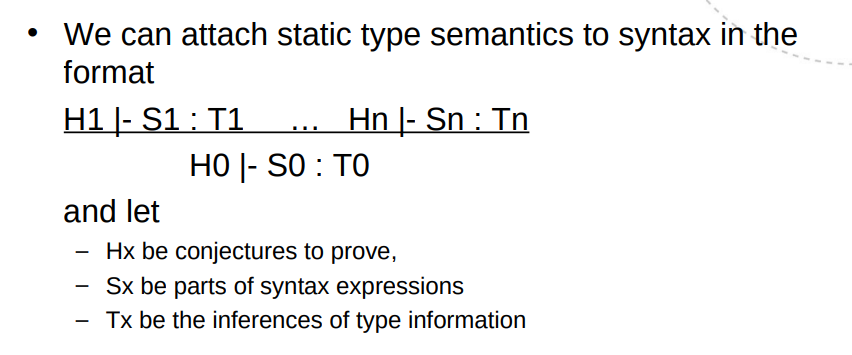 • We can attach static type semantics to syntax in the
format
H1 |- S1 : T1 … Hn |- Sn : Tn
H0 |- S0 : T0
and let
– Hx be conjectures to prove,
– Sx be parts of syntax expressions
– Tx be the inferences of type information